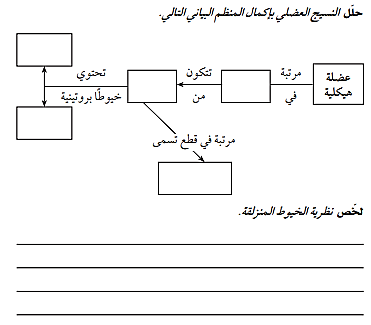 حلّل النسيج العضلي بإكمال المنظم البياني التالي.
عضلة
هيكلية
مرتبة
في
تتكون
من
تحتوي
خيوطًا بروتينية
مرتبة في قطع تسمى
لخّص نظرية الخيوط المنزلقة.